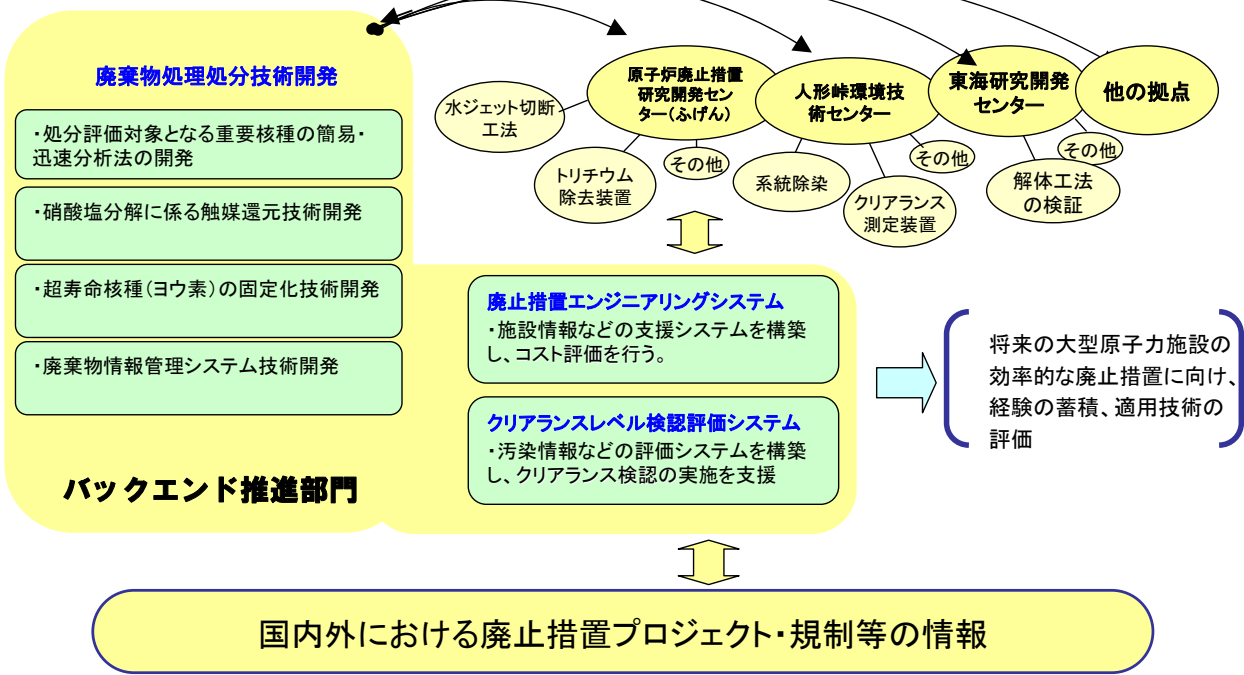 廃棄物処理処分技術開発
・処分評価対象となる重要核種の簡易・
迅速分析法の開発
・硝酸塩分解に係る触媒還元技術開発
・超寿命核種(ヨウ素)の固定化技術開発
・廃棄物情報管理システム技術開発
バックエンド推進部門
原子炉廃止措置
研究開発セン
ター(ふげん)
水ジェット切断
工法
トリチウム
除去装置
その他
人形峠環境技
術センター
系統除染
クリアランス
測定装置
その他
東海研究開発
センター
解体工法
の検証
その他
他の拠点
廃止措置エンジニアリングシステム
・施設情報などの支援システムを構築
し、コスト評価を行う。
クリアランスレベル検認評価システム
・汚染情報などの評価システムを構築
し、クリアランス検認の実施を支援
将来の大型原子力施設の
効率的な廃止措置に向け、
経験の蓄積、適用技術の
評価
国内外における廃止措置プロジェクト・規制等の情報